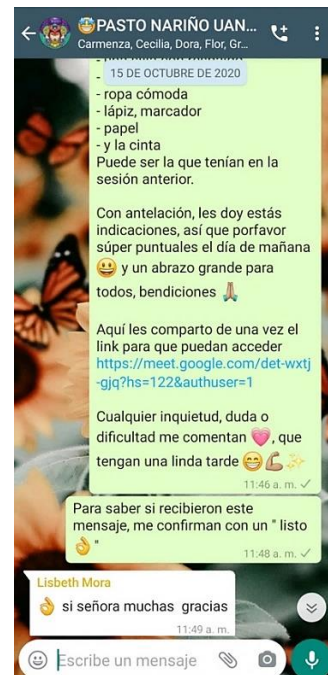 PASTO NARIÑO UAN...
Carmenza, Cecilia, Dora, Flor, Gr...
15 DE OCTUBRE DE 2020
- ropa cómoda
- lápiz, marcador
- papel
- y la cinta
Puede ser la que tenían en la
sesión anterior.
Con antelación, les doy estás
indicaciones, así que porfavor
súper puntuales el día de mañana
😃 y un abrazo grande para
todos, bendiciones 🙏
Aquí les comparto de una vez el
link para que puedan acceder
https://meet.google.com/det-wxtj
-gjq?hs=122&authuser=1
Cualquier inquietud, duda o
dificultad me comentan 💗, que
tengan una linda tarde 😁💪✨
11:46 a. m.
Para saber si recibieron este
mensaje, me confirman con un " listo
👌 "
11:48 a. m.
Lisbeth Mora
👌 si señora muchas gracias
11:49 a. m.
Escribe un mensaje